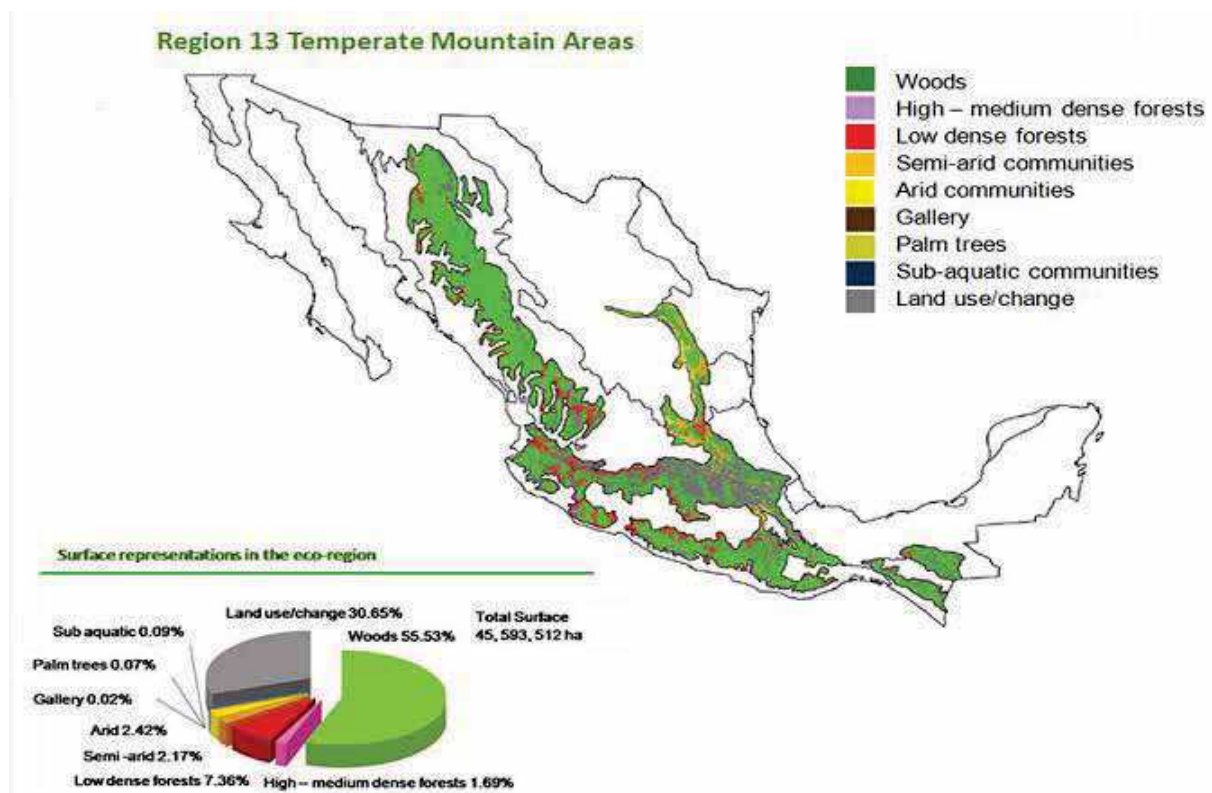 Region 13 Temperate Mountain Areas
Woods
High – medium dense forests
Low dense forests
Semi-arid communities
Arid communities
Gallery
Palm trees
Sub-aquatic communities
Land use/change
Surface representations in the eco-region
Land use/change 30.65%
Total Surface
45, 593, 512 ha
Sub aquatic 0.09%
Woods 55.53%
Palm trees 0.07%
Gallery 0.02%
Arid 2.42%
Semi -arid 2.17%
Low dense forests 7.36%
High – medium dense forests 1.69%